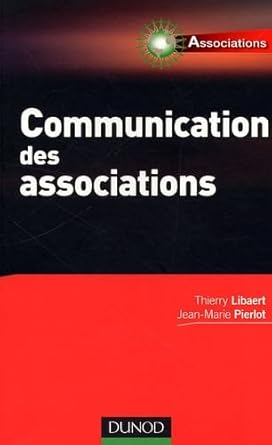 Associations
Communication
des
associations
Thierry Libaert
Jean-Marie Pierlot
DUNOD